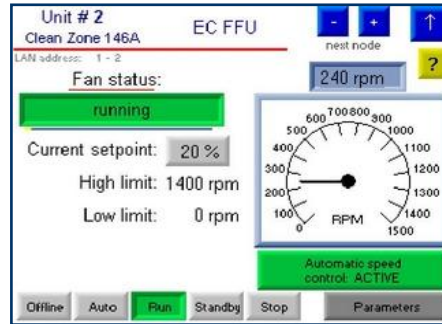 Unit # 2
EC FFU
-
+
↑
Clean Zone 146A
next node
LAN address: 1 - 2
?
Fan status:
240 rpm
running
Current setpoint: 20 %
High limit: 1400 rpm
Low limit: 0 rpm
0
100
200
300
400
500
600
700
800
900
1000
1100
1200
1300
1400
1500
RPM
Automatic speed
control: ACTIVE
Offline Auto Run Standby Stop Parameters